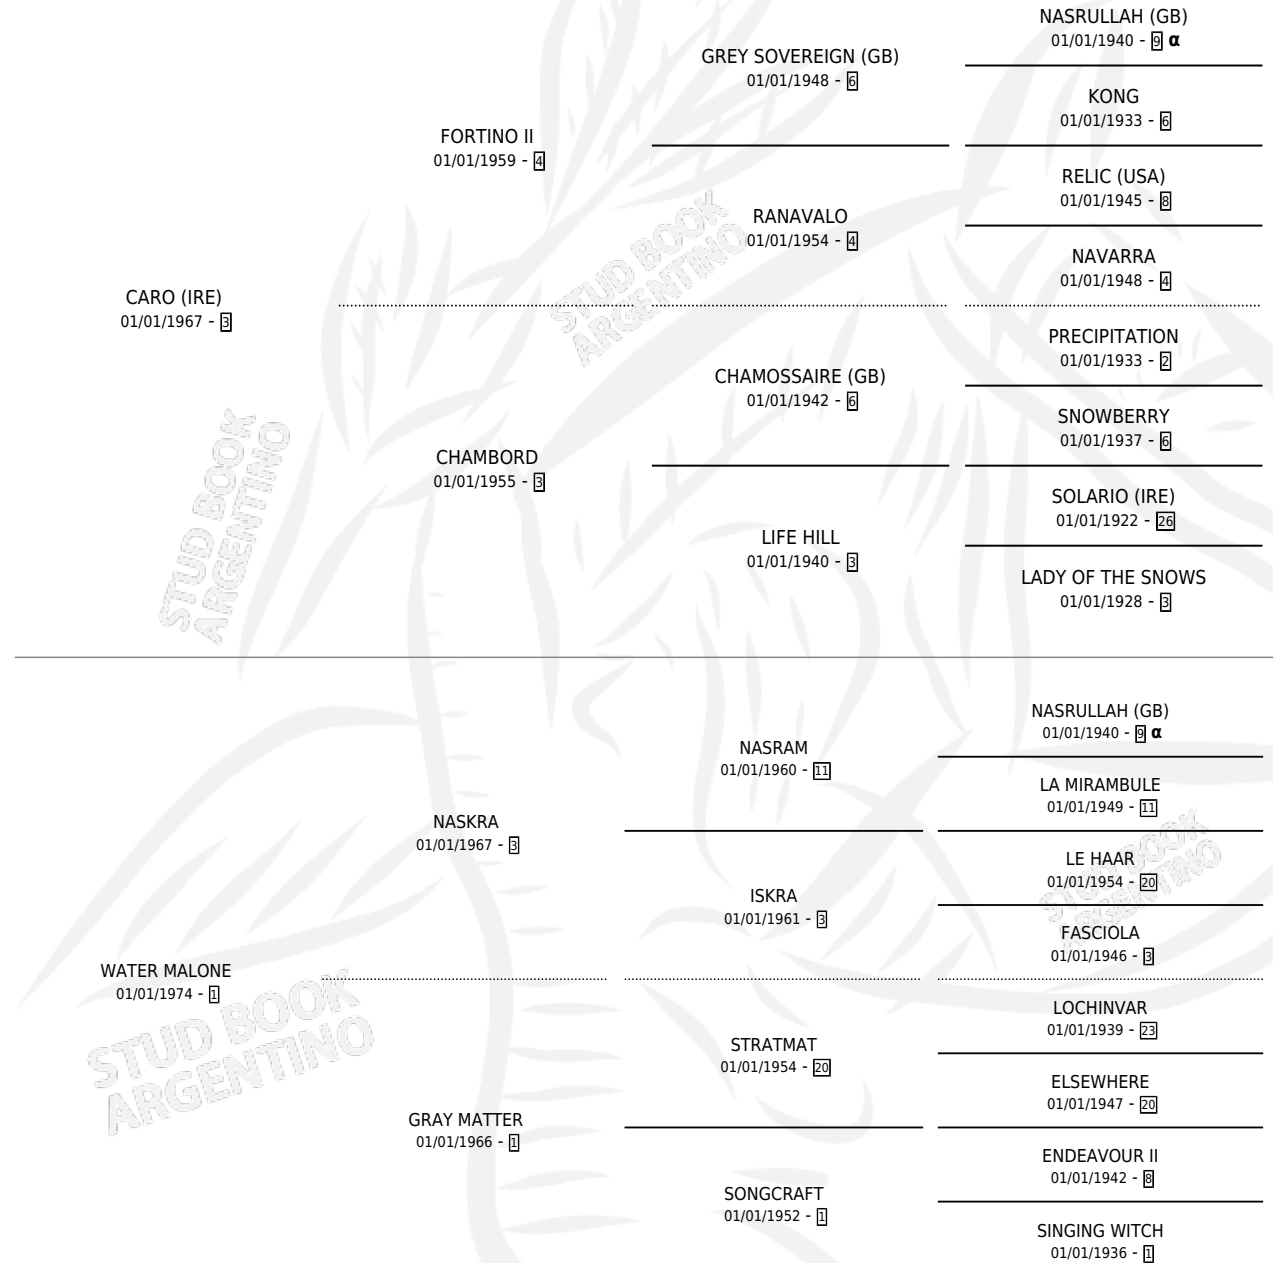 NASRULLAH (GB)
01/01/1940 - 9 α
GREY SOVEREIGN (GB)
01/01/1948 - 6
KONG
01/01/1933 - 6
FORTINO II
01/01/1959 - 4
RELIC (USA)
01/01/1945 - 8
RANAVALO
01/01/1954 - 4
NAVARRA
01/01/1948 - 4
CARO (IRE)
01/01/1967 - 3
PRECIPITATION
01/01/1933 - 2
CHAMOSSAIRE (GB)
01/01/1942 - 6
SNOWBERRY
01/01/1937 - 6
CHAMBORD
01/01/1955 - 3
SOLARIO (IRE)
01/01/1922 - 26
LIFE HILL
01/01/1940 - 3
LADY OF THE SNOWS
01/01/1928 - 3
STUD BOOK
ARGENTINO
STUD BOOK
ARGENTINO
NASRULLAH (GB)
01/01/1940 - 9 α
NASRAM
01/01/1960 - 11
LA MIRAMBULE
01/01/1949 - 11
NASKRA
01/01/1967 - 3
LE HAAR
01/01/1954 - 20
ISKRA
01/01/1961 - 3
FASCIOLA
01/01/1946 - 3
STUD BOOK
ARGENTINO
WATER MALONE
01/01/1974 - 1
LOCHINVAR
01/01/1939 - 23
STRATMAT
01/01/1954 - 20
ELSEWHERE
01/01/1947 - 20
GRAY MATTER
01/01/1966 - 1
ENDEAVOUR II
01/01/1942 - 8
SONGCRAFT
01/01/1952 - 1
SINGING WITCH
01/01/1936 - 1
STUD BOOK
ARGENTINO